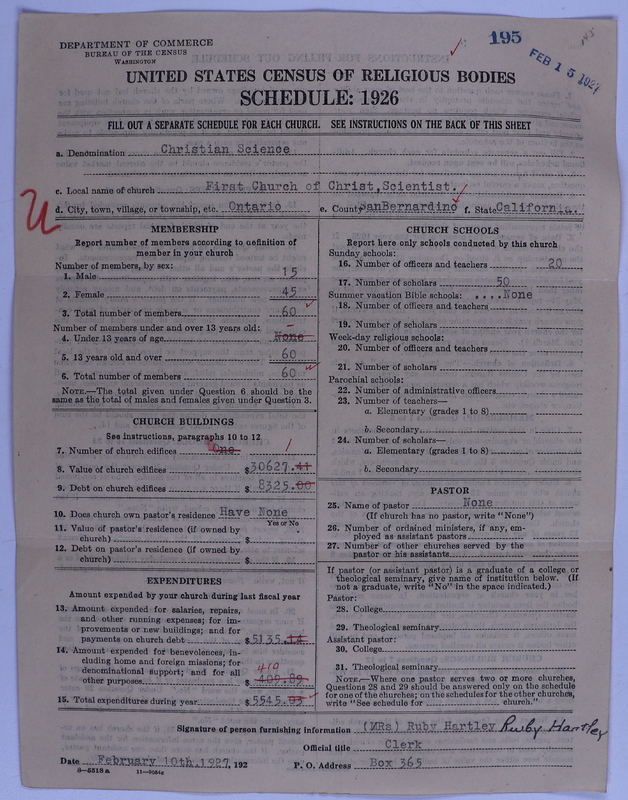 195
FEB 15 1927
DEPARTMENT OF COMMERCE
BUREAU OF THE CENSUS
WASHINGTON
UNITED STATES CENSUS OF RELIGIOUS BODIES
SCHEDULE: 1926
FILL OUT A SEPARATE SCHEDULE FOR EACH CHURCH. SEE INSTRUCTIONS ON THE BACK OF THIS SHEET
a. Denomination Christian Science
c. Local name of church First Church of Christ, Scientist.
d. City, town, village, or township, etc. Ontario e. County SanBernardino f. State California.
MEMBERSHIP
Report number of members according to definition of
member in your church
Number of members, by sex:
1. Male 15
2. Female 45
3. Total number of members 60
Number of members under and over 13 years old:
4. Under 13 years of age None
5. 13 years old and over 60
6. Total number of members 60
NOTE.—The total given under Question 6 should be the
same as the total of males and females given under Question 3.
CHURCH BUILDINGS
See instructions, paragraphs 10 to 12
7. Number of church edifices One 1
8. Value of church edifices $30627.41
9. Debt on church edifices $ 8325.00
10. Does church own pastor's residence Have None
Yes or No
11. Value of pastor's residence (if owned by
church) $
12. Debt on pastor's residence (if owned by
church) $
EXPENDITURES
Amount expended by your church during last fiscal year
13. Amount expended for salaries, repairs,
and other running expenses; for im-
provements or new buildings; and for
payments on church debt $5135.14
14. Amount expended for benevolences, in-
cluding home and foreign missions; for
denominational support; and for all
other purposes 410
$ 409.89
15. Total expenditures during year $5545.03
CHURCH SCHOOLS
Report here only schools conducted by this church
Sunday schools:
16. Number of officers and teachers 20
17. Number of scholars 50
Summer vacation Bible schools: ....None
18. Number of officers and teachers
19. Number of scholars
Week-day religious schools:
20. Number of officers and teachers
21. Number of scholars
Parochial schools:
22. Number of administrative officers
23. Number of teachers—
a. Elementary (grades 1 to 8)
b. Secondary
24. Number of scholars—
a. Elementary (grades 1 to 8)
b. Secondary
PASTOR
25. Name of pastor None
(If church has no pastor, write "None")
26. Number of ordained ministers, if any, em-
ployed as assistant pastors
27. Number of other churches served by the
pastor or his assistants
If pastor (or assistant pastor) is a graduate of a college or
theological seminary, give name of institution below. (If
not a graduate, write "No" in the space indicated.)
Pastor:
28. College
29. Theological seminary
Assistant pastor:
30. College
31. Theological seminary
NOTE.—Where one pastor serves two or more churches,
Questions 28 and 29 should be answered only on the schedule
for one of the churches; on the schedules for the other churches,
write "See schedule for church."
Signature of person furnishing information (MRs) Ruby Hartley Ruby Hartley
Official title Clerk
Date February 10th, 1927, 192 P. O. Address Box 365